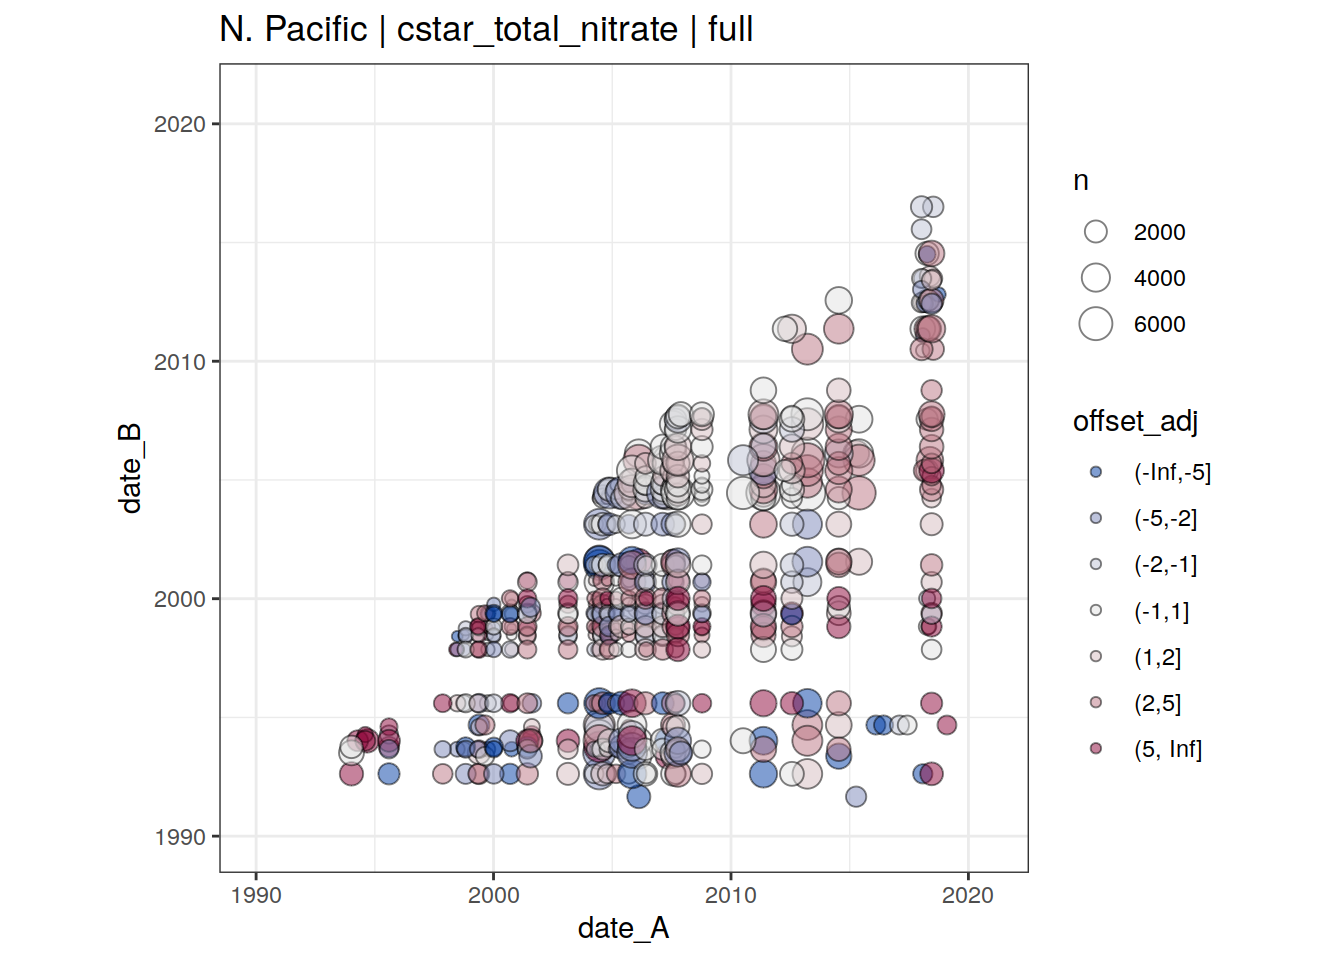 N. Pacific | cstar_total_nitrate | full
date_B
2020
2010
2000
1990
1990 2000 2010 2020
date_A
n
2000
4000
6000
offset_adj
(-Inf,-5]
(-5,-2]
(-2,-1]
(-1,1]
(1,2]
(2,5]
(5, Inf]